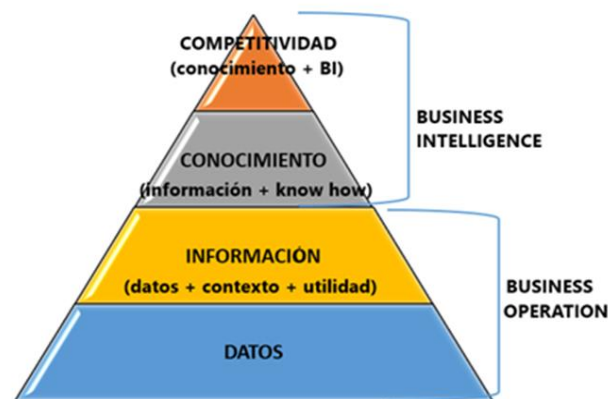 COMPETITIVIDAD
(conocimiento + BI)
BUSINESS
INTELLIGENCE
CONOCIMIENTO
(información + know how)
INFORMACIÓN
(datos + contexto + utilidad)
BUSINESS
OPERATION
DATOS